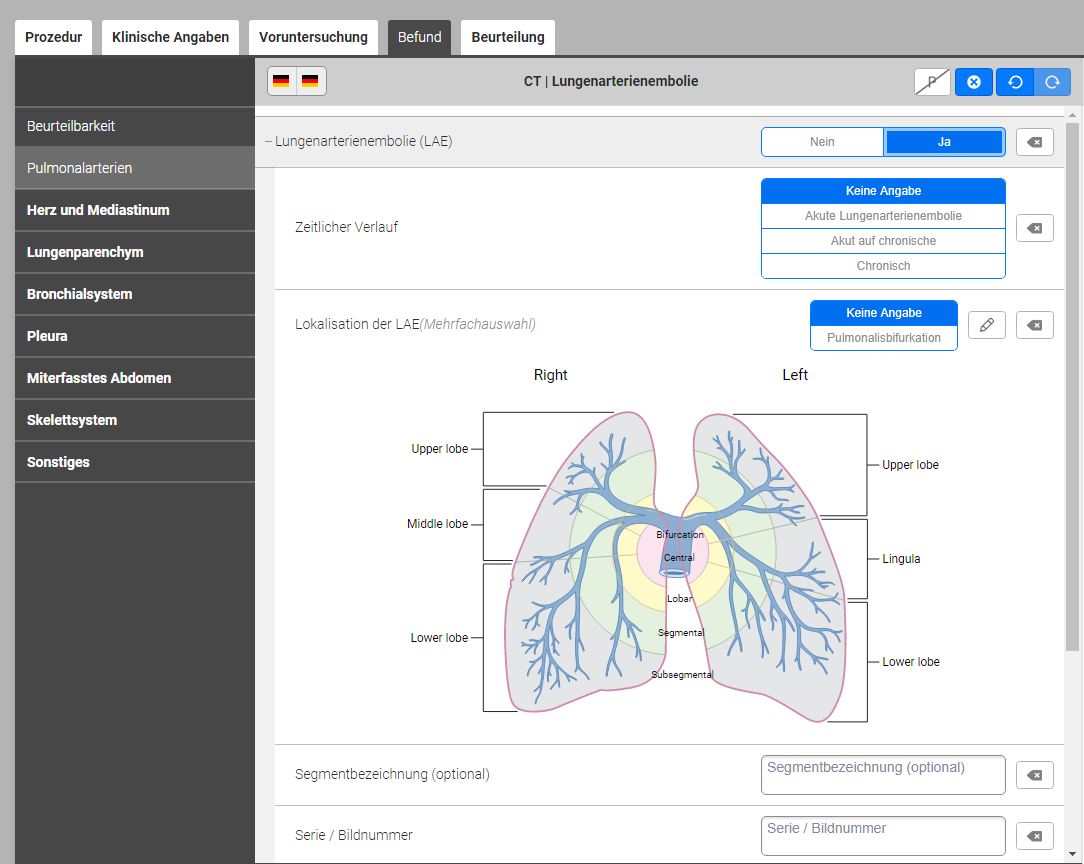 Prozedur
Klinische Angaben
Voruntersuchung
Befund
Beurteilung
CT | Lungenarterienembolie
P
Beurteilbarkeit
Pulmonalarterien
Herz und Mediastinum
Lungenparenchym
Bronchialsystem
Pleura
Miterfasstes Abdomen
Skelettsystem
Sonstiges
– Lungenarterienembolie (LAE)
Nein
Ja
Zeitlicher Verlauf
Keine Angabe
Akute Lungenarterienembolie
Akut auf chronische
Chronisch
Lokalisation der LAE(Mehrfachauswahl)
Keine Angabe
Pulmonalisbifurkation
Right
Left
Upper lobe
Middle lobe
Lower lobe
Upper lobe
Lingula
Lower lobe
Bifurcation
Central
Lobar
Segmental
Subsegmental
Segmentbezeichnung (optional)
Segmentbezeichnung (optional)
Serie / Bildnummer
Serie / Bildnummer